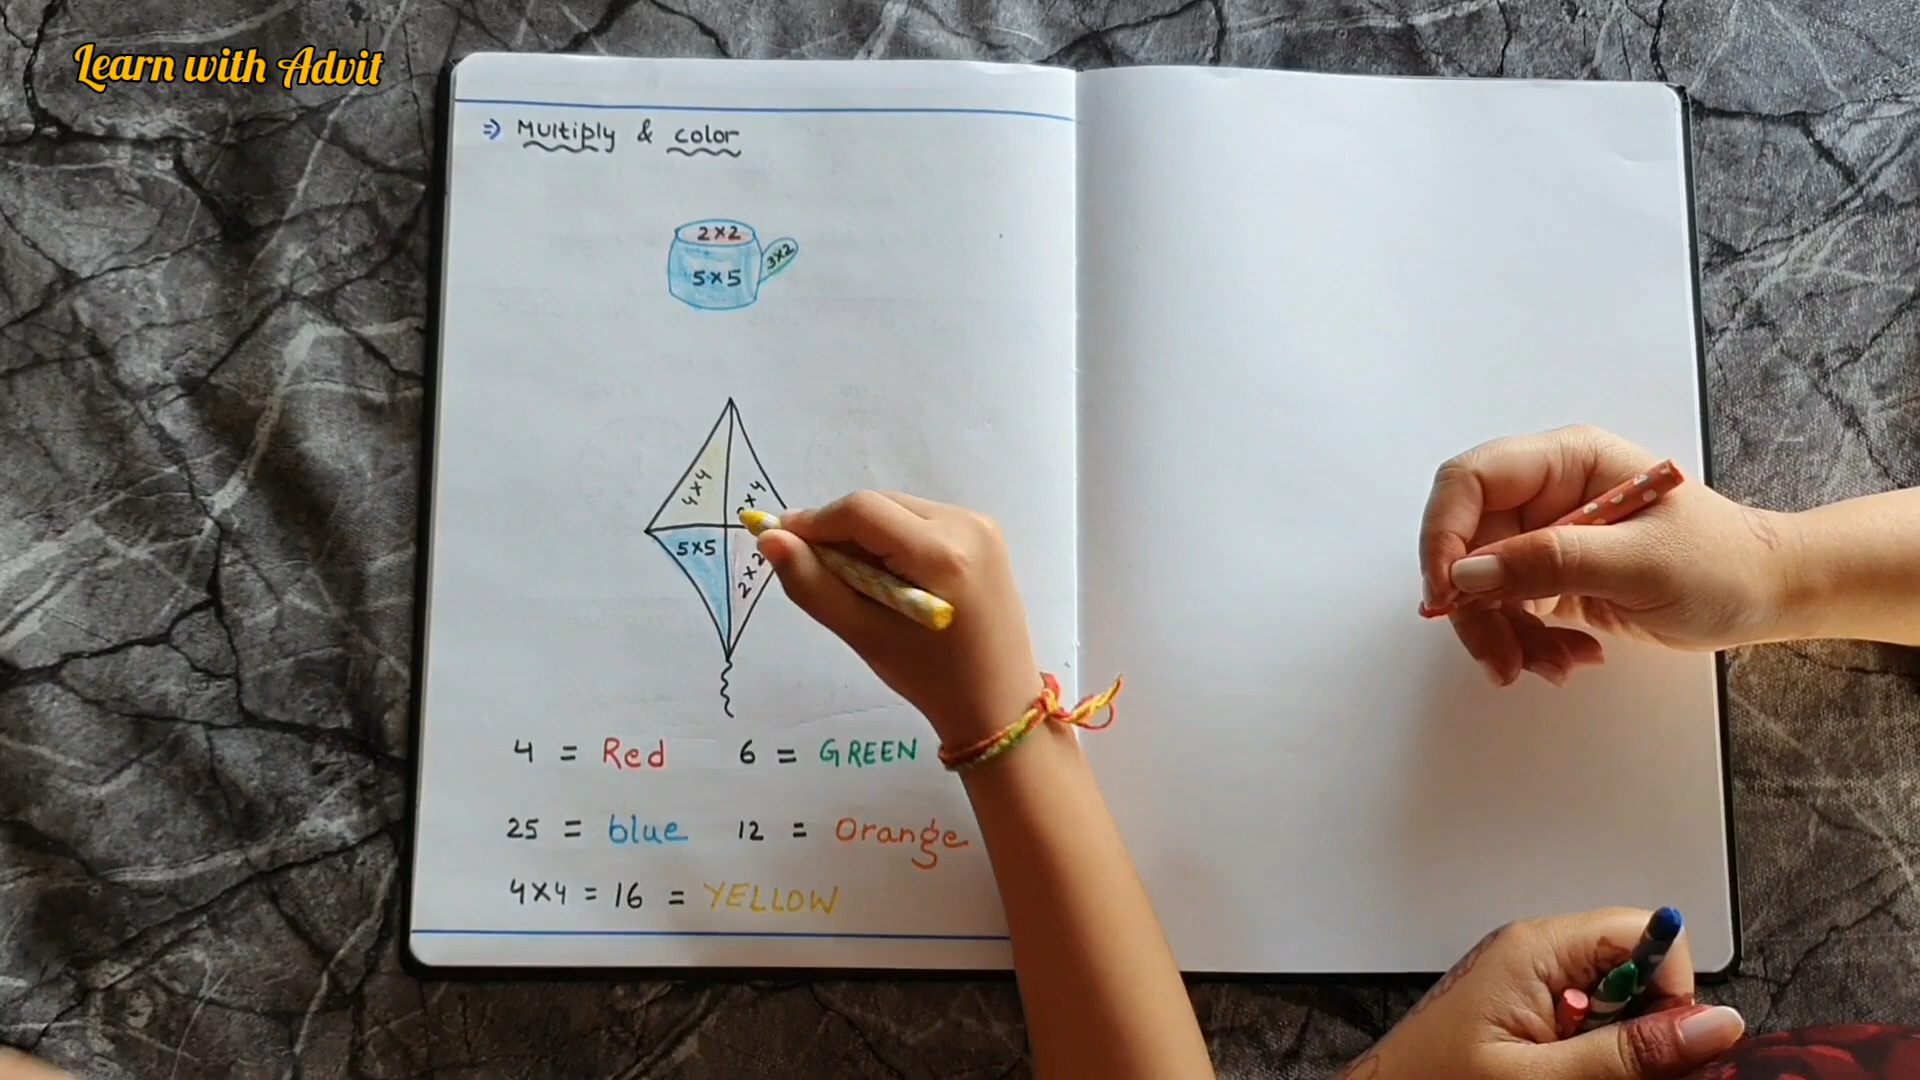 Learn with Advit
⇒ Multiply & color
2×2
5×5
3×2
4×4
×4
5×5
2×2
4 = Red 6 = GREEN
25 = blue 12 = Orange
4×4 = 16 = YELLOW